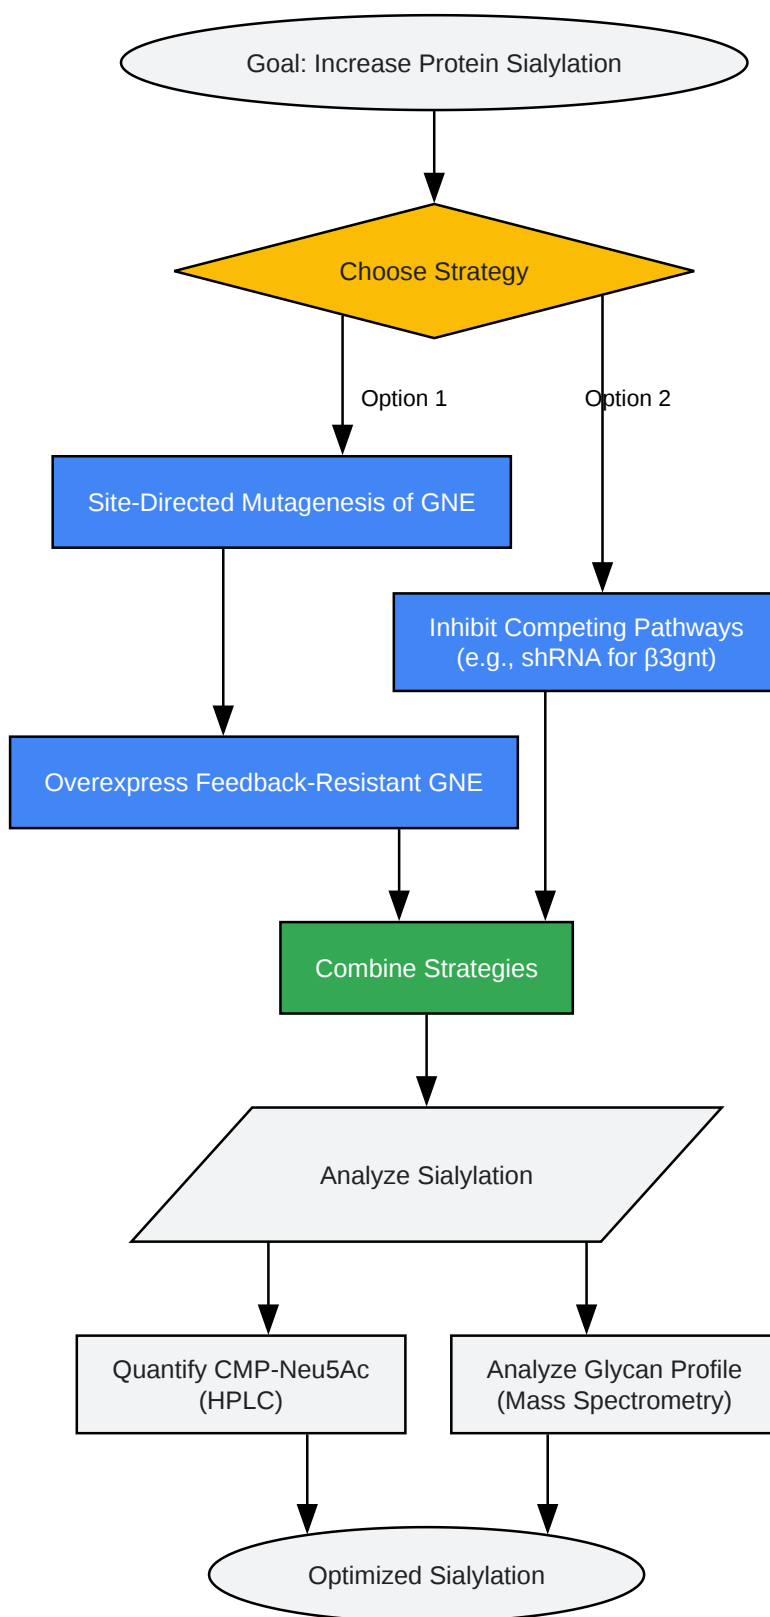 Goal: Increase Protein Sialylation
Choose Strategy
Option 1
Option 2
Site-Directed Mutagenesis of GNE
Inhibit Competing Pathways
(e.g., shRNA for β3gnt)
Overexpress Feedback-Resistant GNE
Combine Strategies
Analyze Sialylation
Quantify CMP-Neu5Ac
(HPLC)
Analyze Glycan Profile
(Mass Spectrometry)
Optimized Sialylation